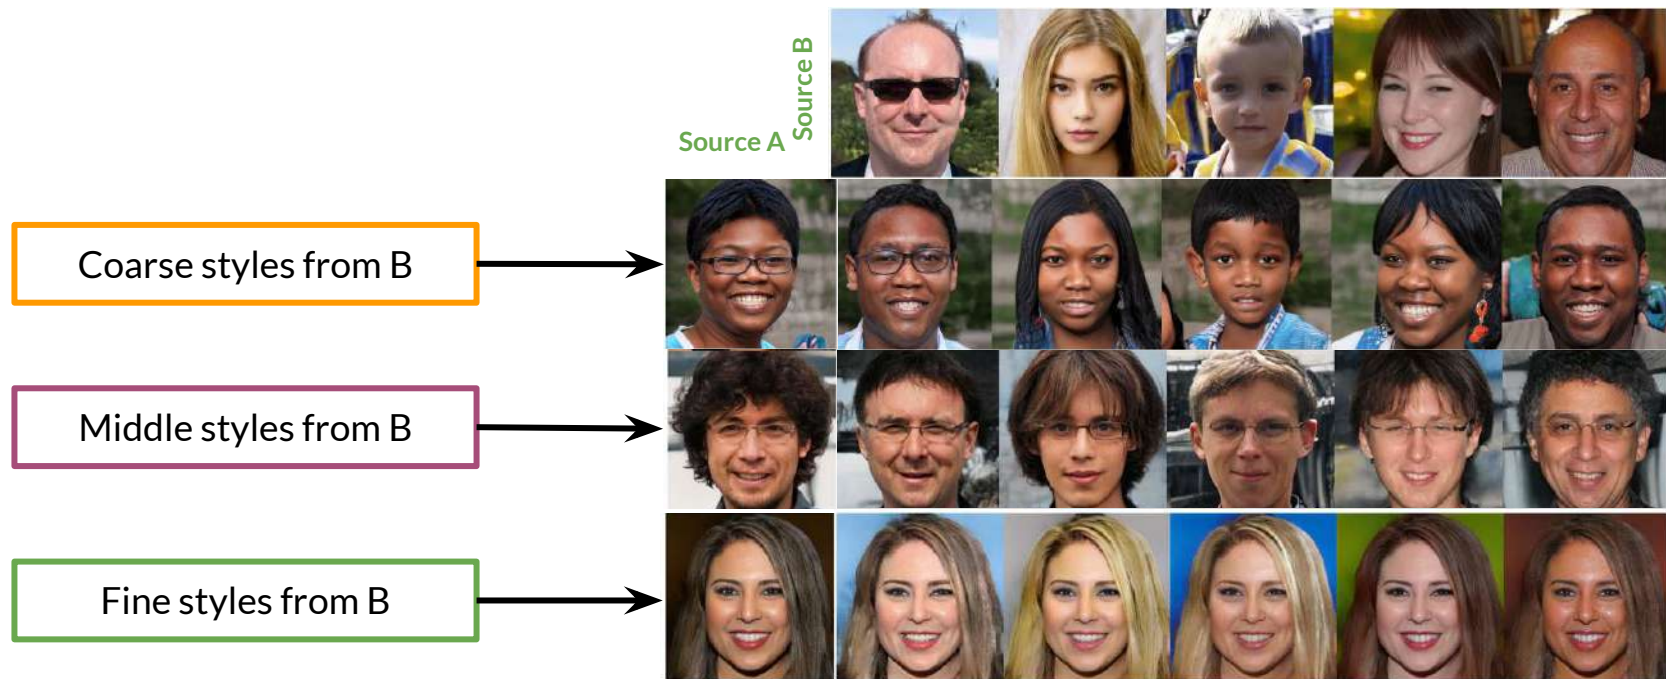 Source B
Source A
Coarse styles from B
Middle styles from B
Fine styles from B